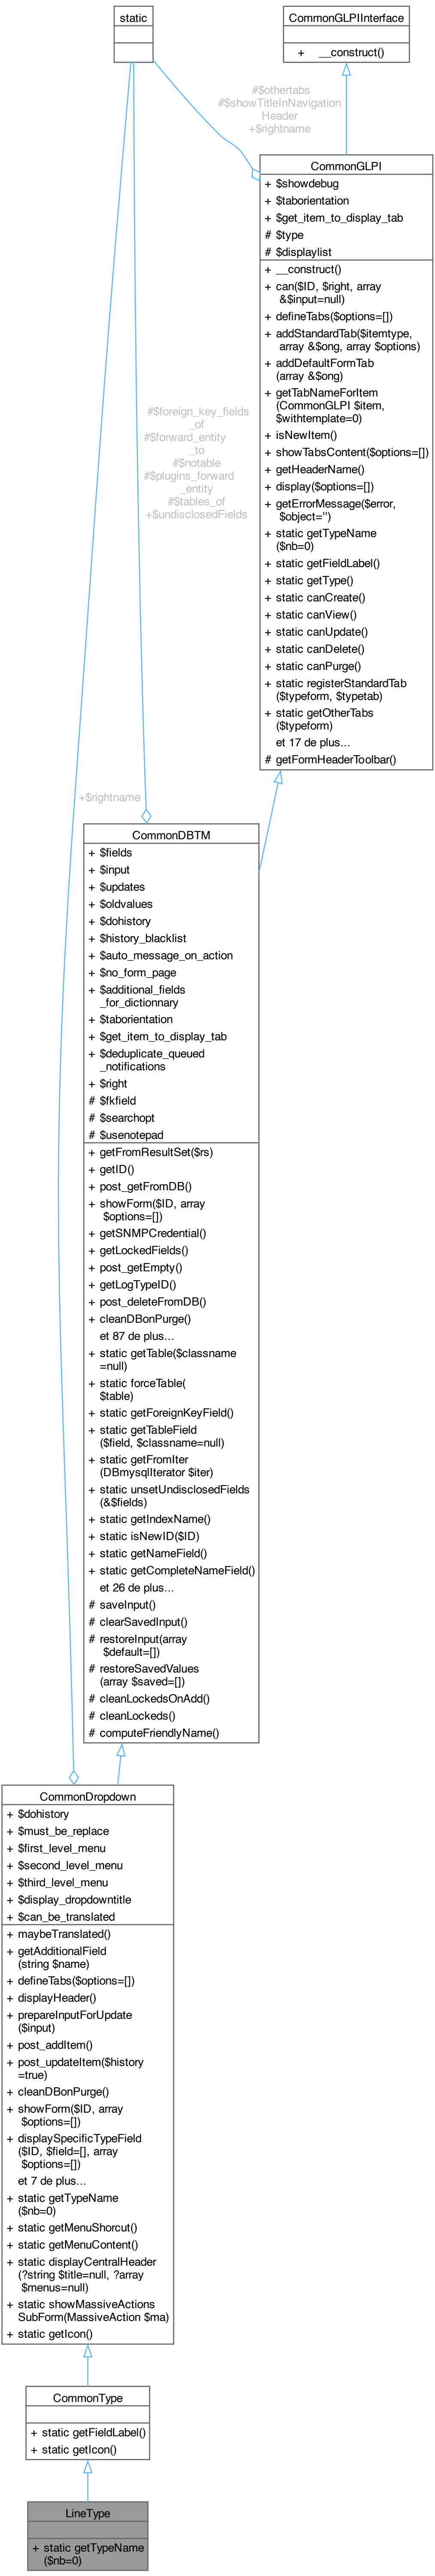 static
CommonGLPIInterface
+ __construct()
#$othertabs
#$showTitleInNavigation
Header
+$rightname
CommonGLPI
+ $showdebug
+ $taborientation
+ $get_item_to_display_tab
# $type
# $displaylist
+ __construct()
+ can($ID, $right, array
&$input=null)
+ defineTabs($options=[])
+ addStandardTab($itemtype,
array &$ong, array $options)
+ addDefaultFormTab
(array &$ong)
+ getTabNameForItem
(CommonGLPI $item,
$withtemplate=0)
+ isNewItem()
+ showTabsContent($options=[])
+ getHeaderName()
+ display($options=[])
+ getErrorMessage($error,
$object='')
+ static getTypeName
($nb=0)
+ static getFieldLabel()
+ static getType()
+ static canCreate()
+ static canView()
+ static canUpdate()
+ static canDelete()
+ static canPurge()
+ static registerStandardTab
($typeform, $typetab)
+ static getOtherTabs
($typeform)
et 17 de plus...
# getFormHeaderToolbar()
#$foreign_key_fields
_of
#$forward_entity
_to
#$notable
#$plugins_forward
_entity
#$tables_of
+$undisclosedFields
+$rightname
CommonDBTM
+ $fields
+ $input
+ $updates
+ $oldvalues
+ $dohistory
+ $history_blacklist
+ $auto_message_on_action
+ $no_form_page
+ $additional_fields
_for_dictionnary
+ $taborientation
+ $get_item_to_display_tab
+ $deduplicate_queued
_notifications
+ $right
# $fkfield
# $searchopt
# $usenotepad
+ getFromResultSet($rs)
+ getID()
+ post_getFromDB()
+ showForm($ID, array
$options=[])
+ getSNMPCredential()
+ getLockedFields()
+ post_getEmpty()
+ getLogTypeID()
+ post_deleteFromDB()
+ cleanDBonPurge()
et 87 de plus...
+ static getTable($classname
=null)
+ static forceTable(
$table)
+ static getForeignKeyField()
+ static getTableField
($field, $classname=null)
+ static getFromIter
(DBmysqlIterator $iter)
+ static unsetUndisclosedFields
(&$fields)
+ static getIndexName()
+ static isNewID($ID)
+ static getNameField()
+ static getCompleteNameField()
et 26 de plus...
# saveInput()
# clearSavedInput()
# restoreInput(array
$default=[])
# restoreSavedValues
(array $saved=[])
# cleanLockedsOnAdd()
# cleanLockeds()
# computeFriendlyName()
CommonDropdown
+ $dohistory
+ $must_be_replace
+ $first_level_menu
+ $second_level_menu
+ $third_level_menu
+ $display_dropdowntitle
+ $can_be_translated
+ maybeTranslated()
+ getAdditionalField
(string $name)
+ defineTabs($options=[])
+ displayHeader()
+ prepareInputForUpdate
($input)
+ post_addItem()
+ post_updateItem($history
=true)
+ cleanDBonPurge()
+ showForm($ID, array
$options=[])
+ displaySpecificTypeField
($ID, $field=[], array
$options=[])
et 7 de plus...
+ static getTypeName
($nb=0)
+ static getMenuShorcut()
+ static getMenuContent()
+ static displayCentralHeader
(?string $title=null, ?array
$menus=null)
+ static showMassiveActions
SubForm(MassiveAction $ma)
+ static getIcon()
CommonType
+ static getFieldLabel()
+ static getIcon()
LineType
+ static getTypeName
($nb=0)